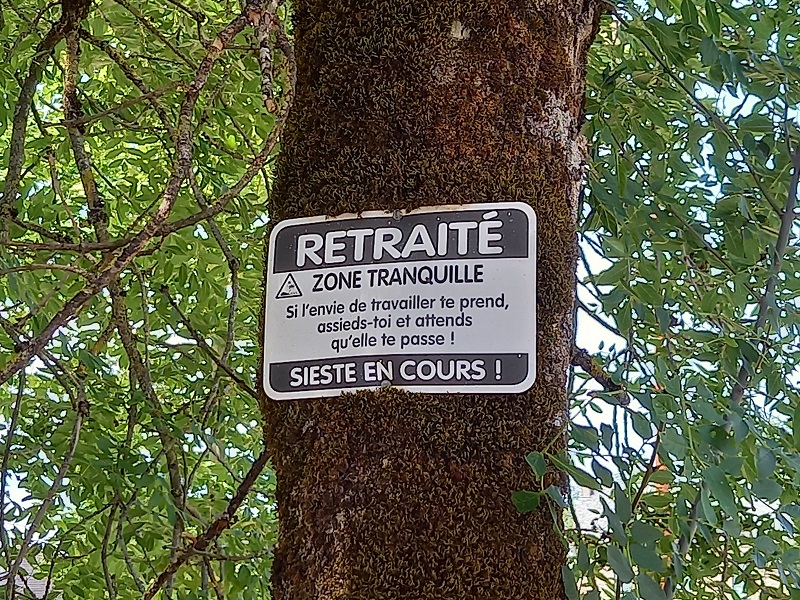 RETRAITÉ
ZONE TRANQUILLE
Si l'envie de travailler te prend,
assieds-toi et attends
qu'elle te passe !
SIESTE EN COURS !